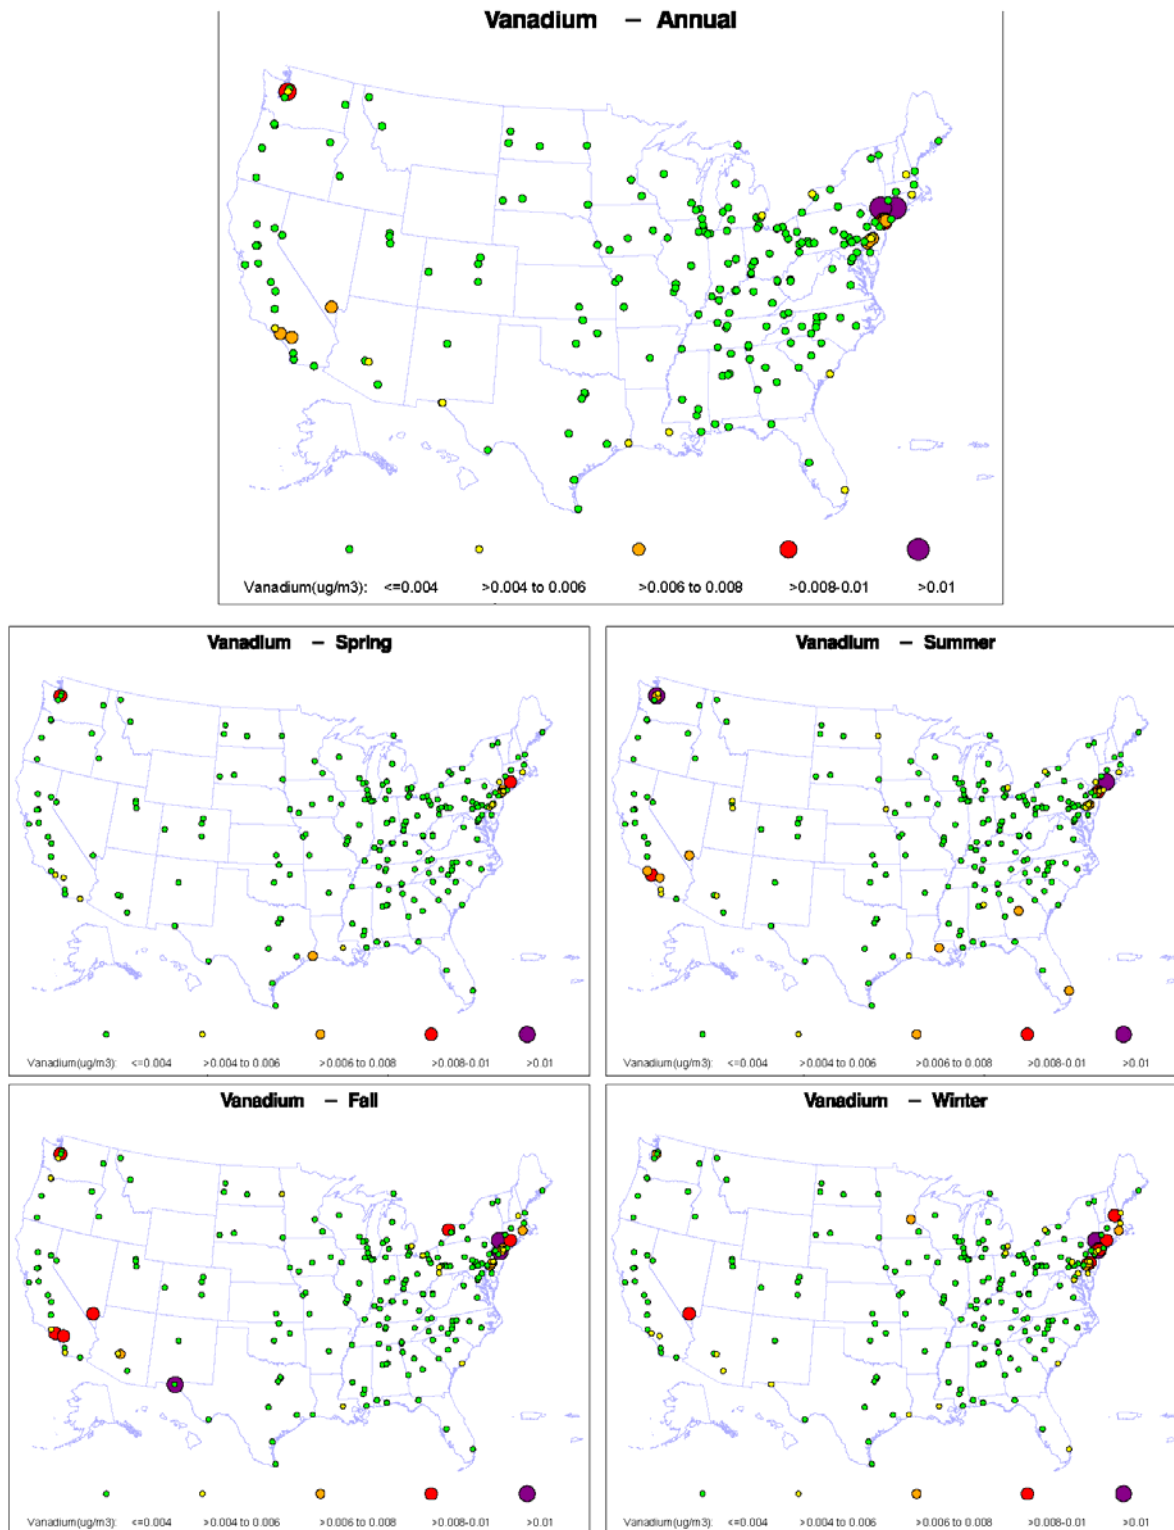 Vanadium – Annual
Vanadium(ug/m3): <=0.004 >0.004 to 0.006 >0.006 to 0.008 >0.008-0.01 >0.01
Vanadium – Spring
Vanadium(ug/m3): <=0.004 >0.004 to 0.006 >0.006 to 0.008 >0.008-0.01 >0.01
Vanadium – Summer
Vanadium(ug/m3): <=0.004 >0.004 to 0.006 >0.006 to 0.008 >0.008-0.01 >0.01
Vanadium – Fall
Vanadium(ug/m3): <=0.004 >0.004 to 0.006 >0.006 to 0.008 >0.008-0.01 >0.01
Vanadium – Winter
Vanadium(ug/m3): <=0.004 >0.004 to 0.006 >0.006 to 0.008 >0.008-0.01 >0.01